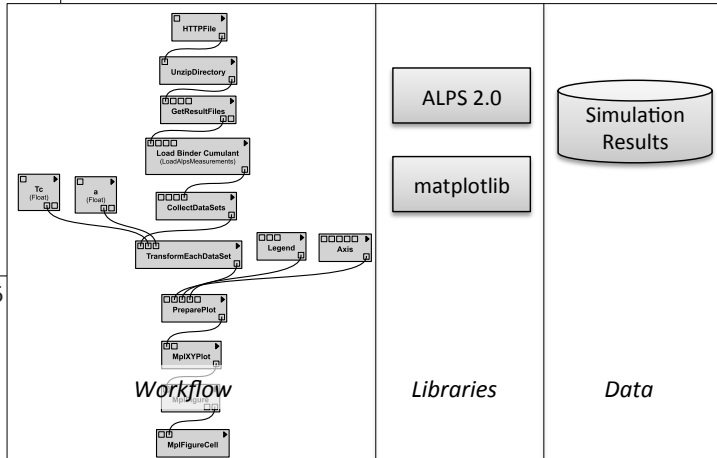 HTTPFile
UnzipDirectory
GetResultFiles
Load Binder Cumulant
(LoadAlpsMeasurements)
Tc
(Float)
a
(Float)
CollectDataSets
TransformEachDataSet
Legend
Axis
PreparePlot
MplXYPlot
MplFigure
MplFigureCell
Workflow
ALPS 2.0
matplotlib
Libraries
Simulation
Results
Data